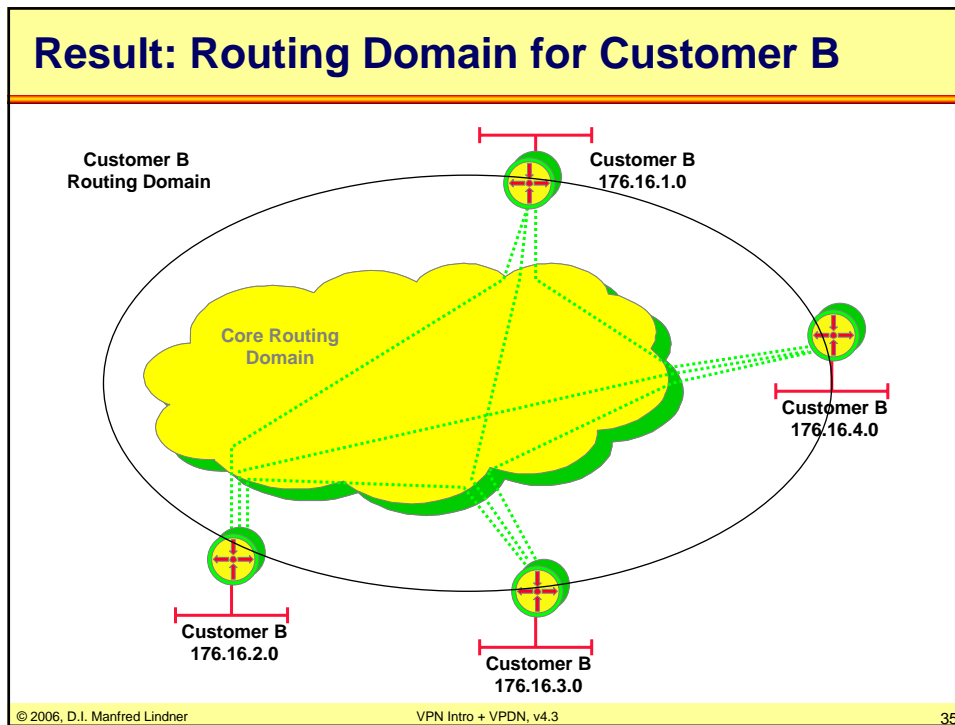 Result: Routing Domain for Customer B
Customer B
Routing Domain
Customer B
176.16.1.0
Core Routing
Domain
Customer B
176.16.4.0
Customer B
176.16.2.0
Customer B
176.16.3.0
© 2006, D.I. Manfred Lindner
VPN Intro + VPDN, v4.3
35